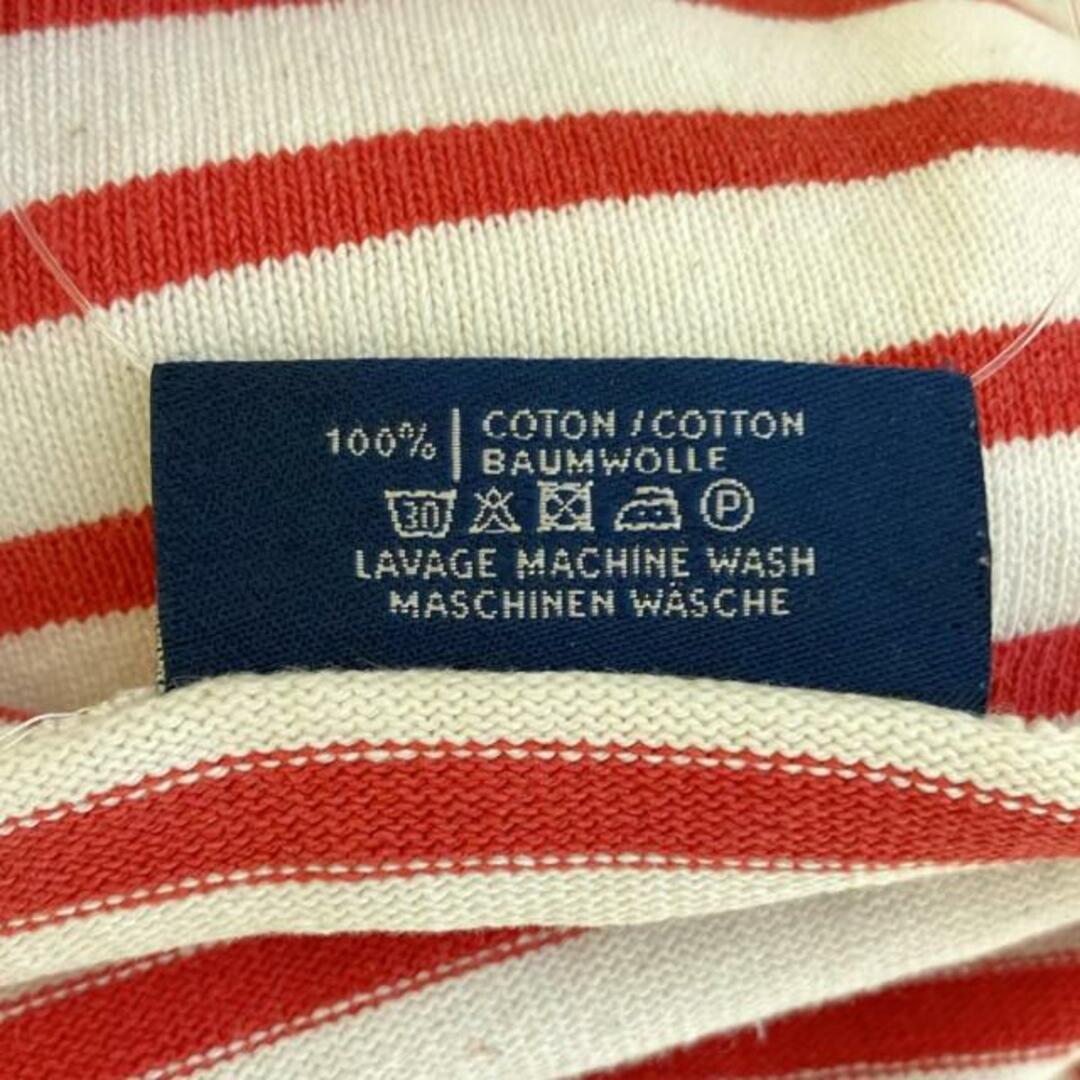 100% COTON / COTTON
BAUMWOLLE
30 P
LAVAGE MACHINE WASH
MASCHINEN WÄSCHE